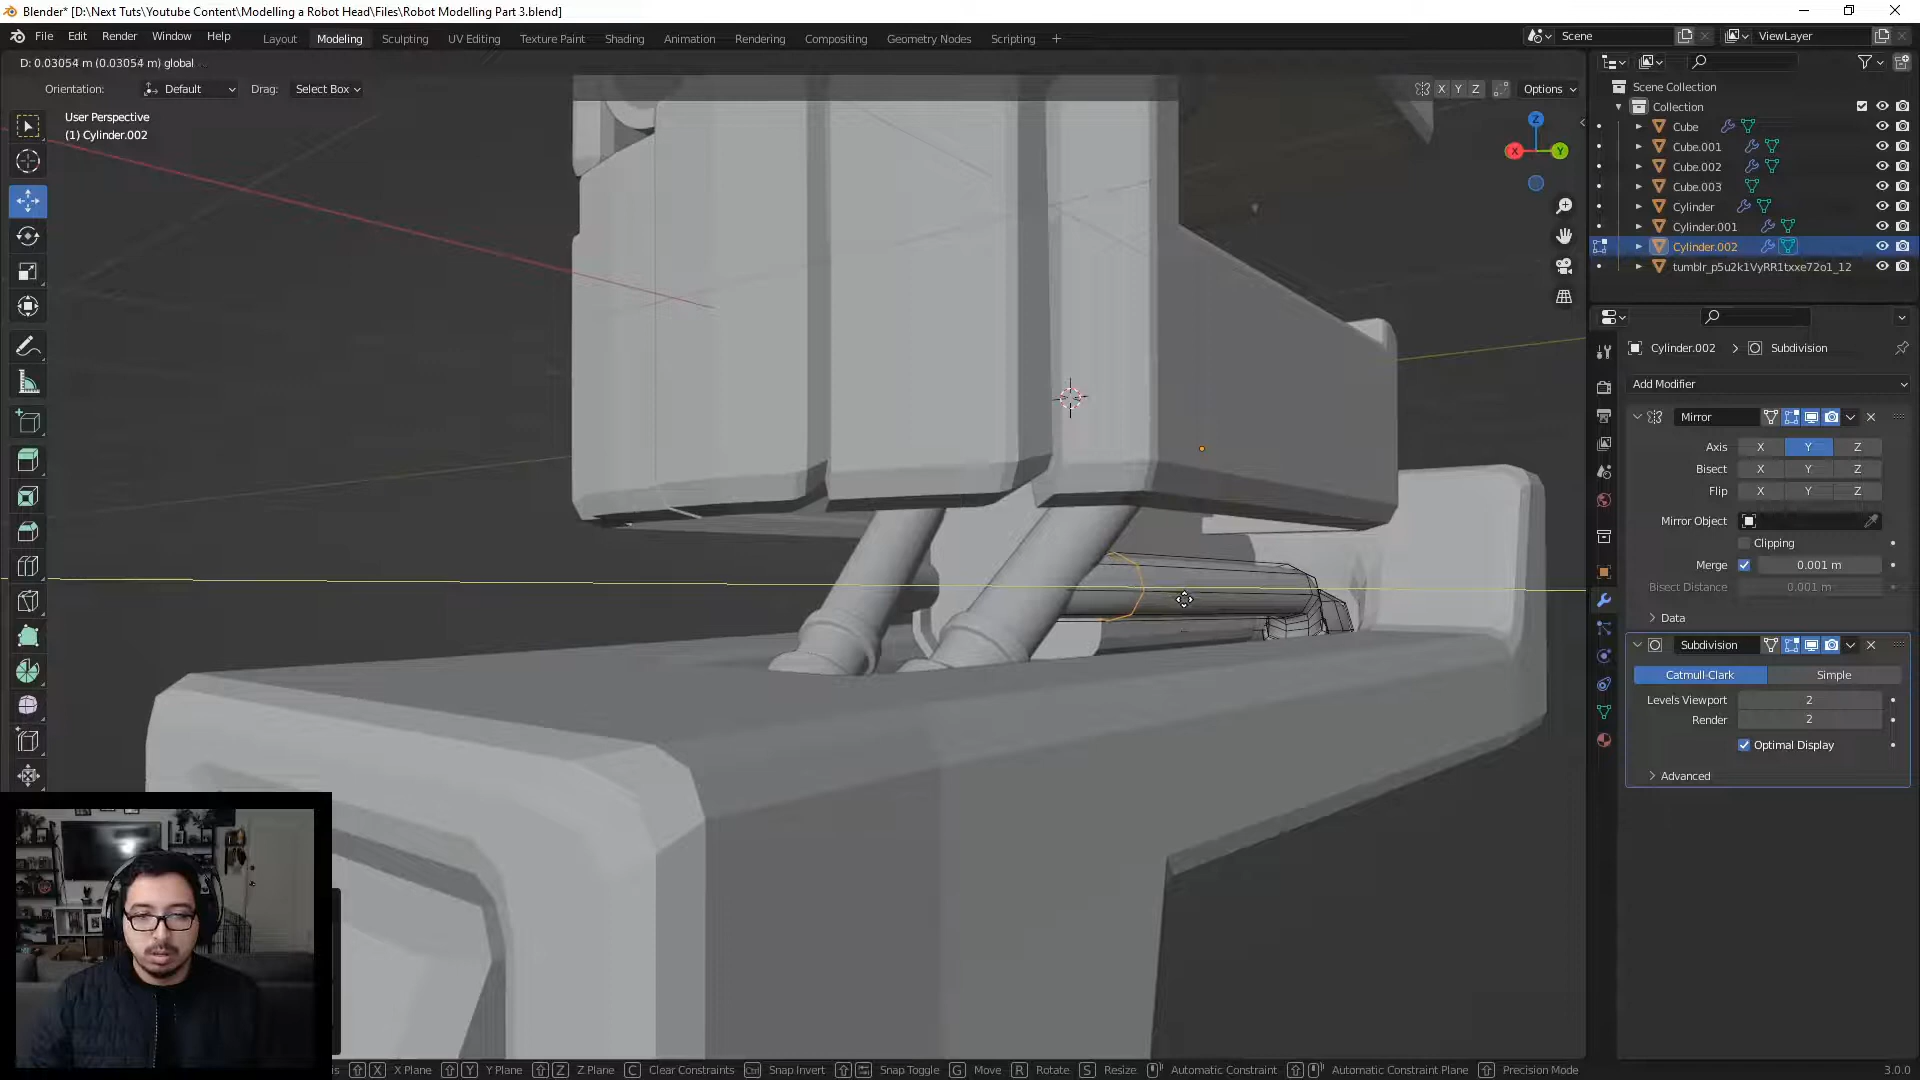 Blender* [D:\Next Tuts\Youtube Content\Modelling a Robot Head\Files\Robot Modelling Part 3.blend]
File Edit Render Window Help Layout Modeling Sculpting UV Editing Texture Paint Shading Animation Rendering Compositing Geometry Nodes Scripting + Scene ViewLayer
D: 0.03054 m (0.03054 m) global
Orientation: Default Drag: Select Box X Y Z Options
User Perspective
(1) Cylinder.002
Z
X Y
Scene Collection
Collection
Cube
Cube.001
Cube.002
Cube.003
Cylinder
Cylinder.001
Cylinder.002
tumblr_p5u2k1VyRR1txxe72o1_12
Cylinder.002 > Subdivision
Add Modifier
Mirror
Axis X Y Z
Bisect X Y Z
Flip X Y Z
Mirror Object
Clipping
Merge 0.001 m
Bisect Distance 0.001 m
Data
Subdivision
Catmull-Clark Simple
Levels Viewport 2
Render 2
Optimal Display
Advanced
X X Plane Y Y Plane Z Z Plane C Clear Constraints Ctrl Snap Invert Snap Toggle G Move R Rotate S Resize Automatic Constraint Automatic Constraint Plane Precision Mode 3.0.0